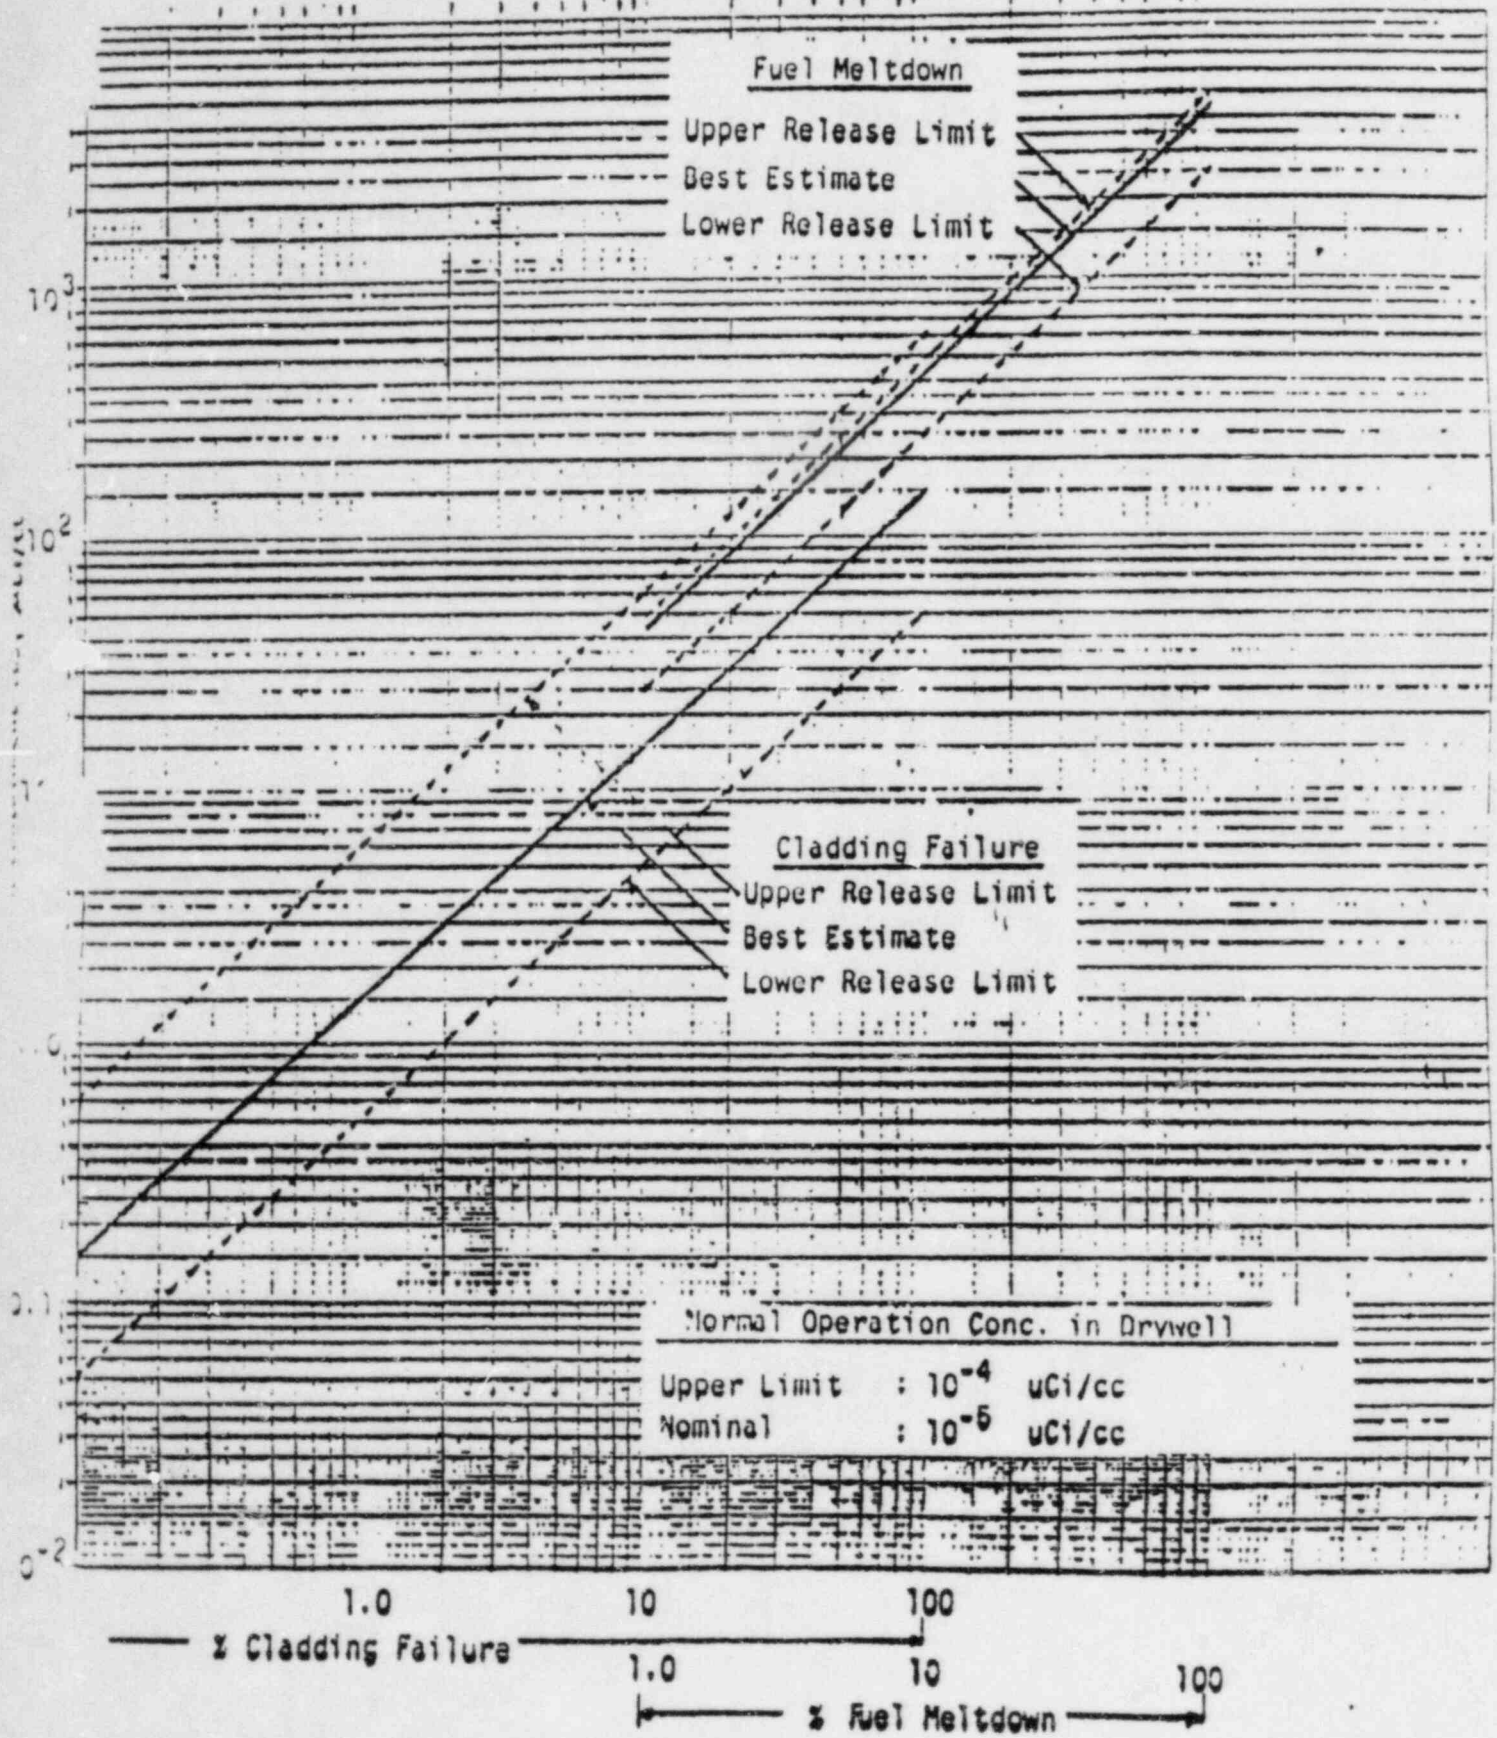 Fuel Meltdown
Upper Release Limit
Best Estimate
Lower Release Limit
10³
10²
Cladding Failure
Upper Release Limit
Best Estimate
Lower Release Limit
Normal Operation Conc. in Drywell
Upper Limit : 10⁻⁴ uCi/cc
Nominal : 10⁻⁵ uCi/cc
1.0 10 100
% Cladding Failure
1.0 10 100
% Fuel Meltdown